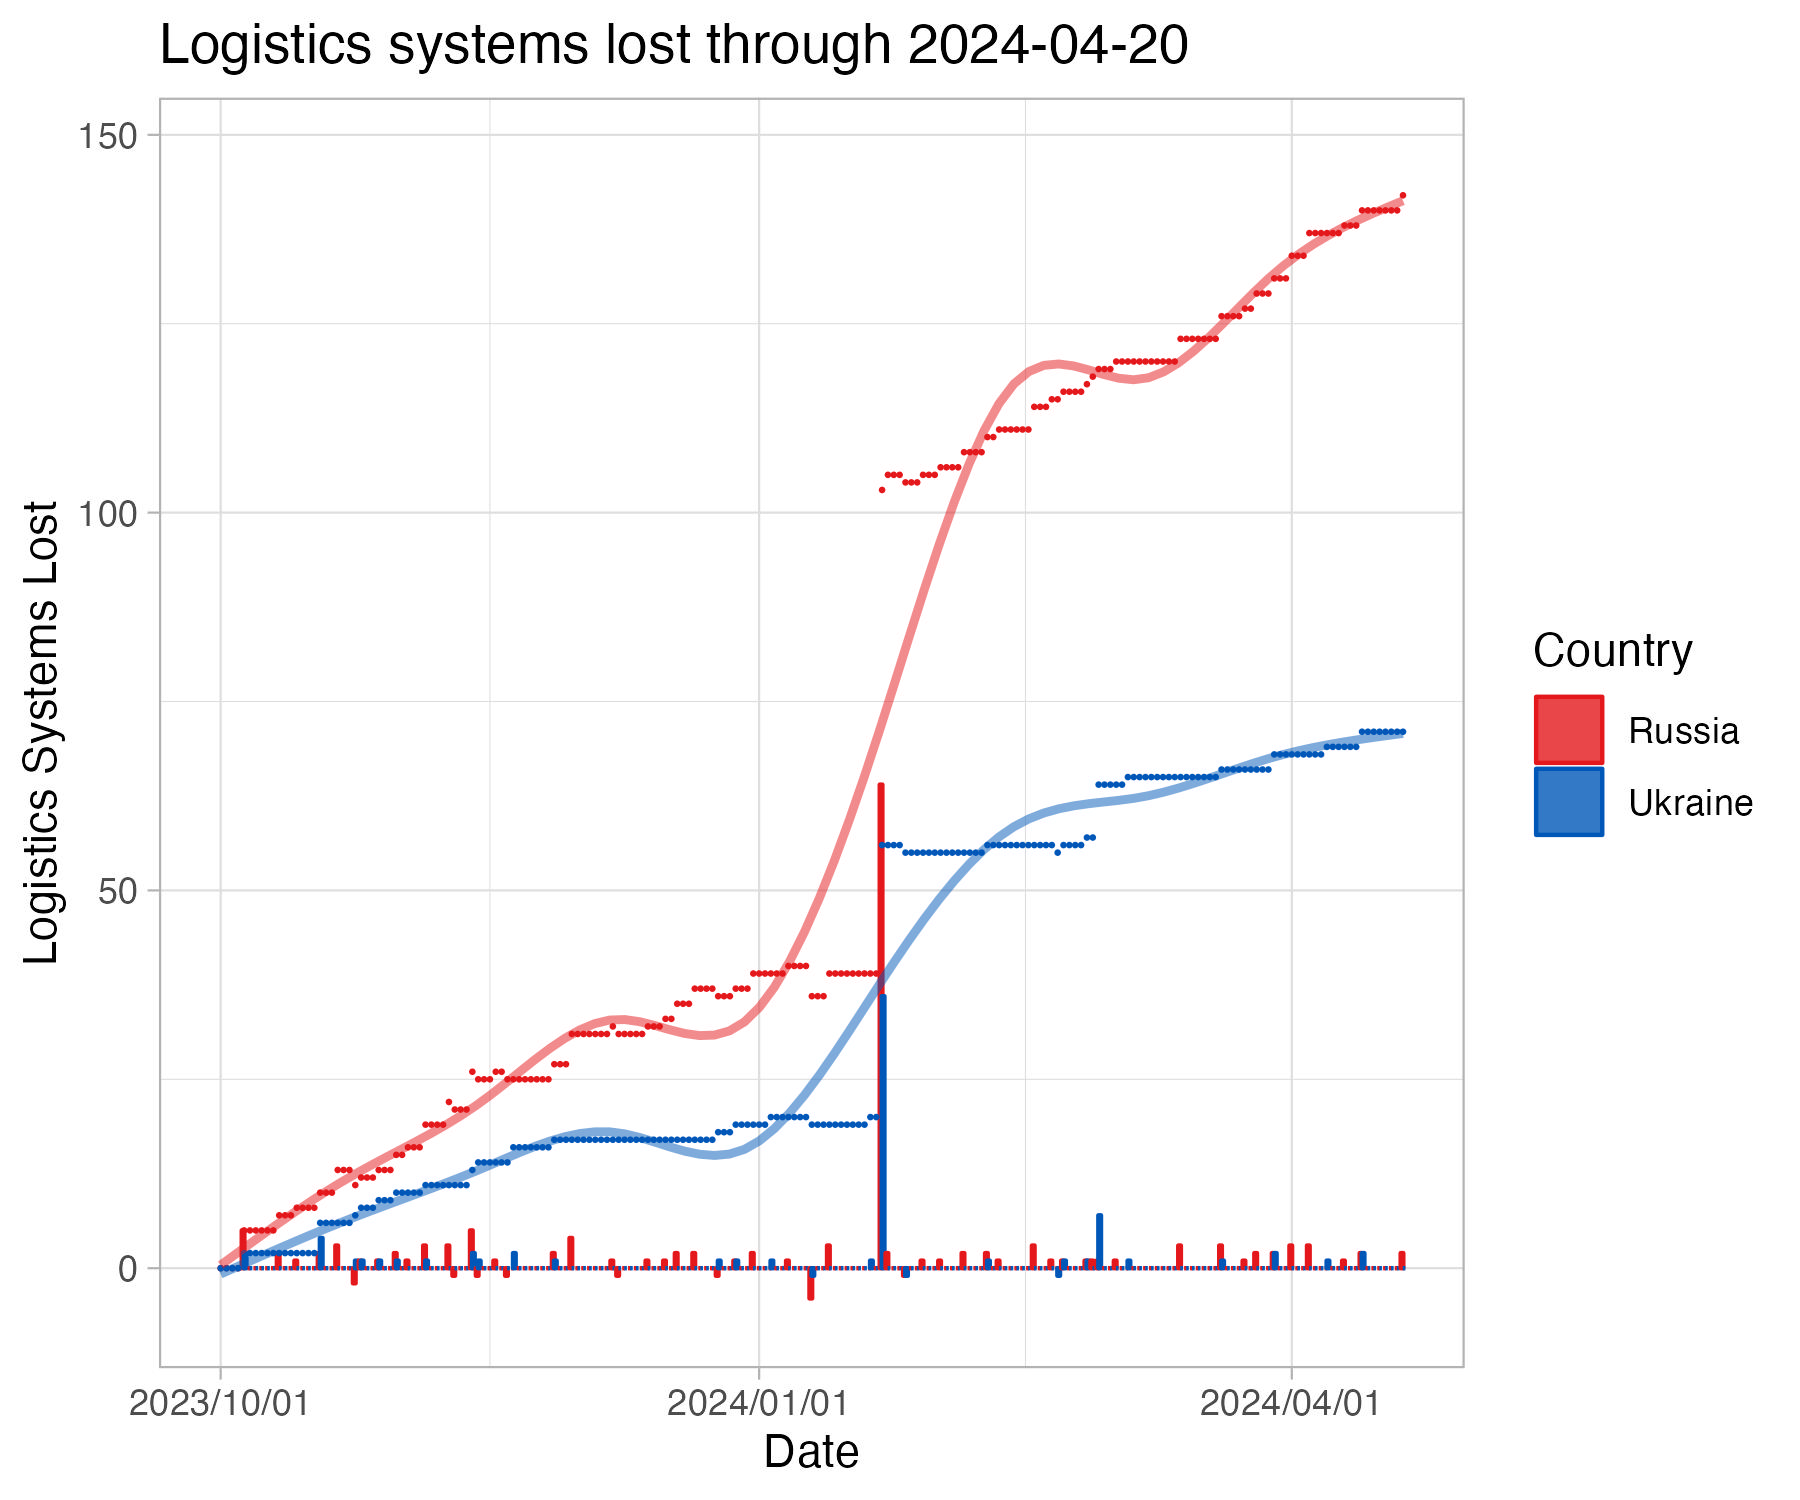 Logistics systems lost through 2024-04-20
Logistics Systems Lost
150
100
50
0
2023/10/01
2024/01/01
2024/04/01
Date
Country
Russia
Ukraine